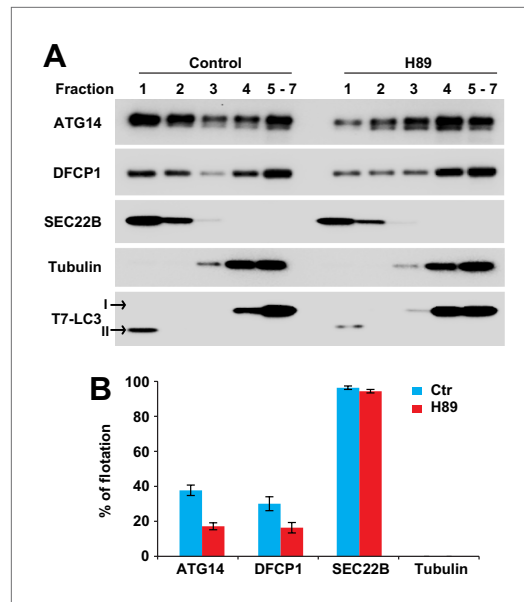 A
Control H89
Fraction 1 2 3 4 5 - 7 1 2 3 4 5 - 7
ATG14
DFCP1
SEC22B
Tubulin
I
T7-LC3
II
B
100
80
60
40
20
0
% of flotation
Ctr
H89
ATG14 DFCP1 SEC22B Tubulin